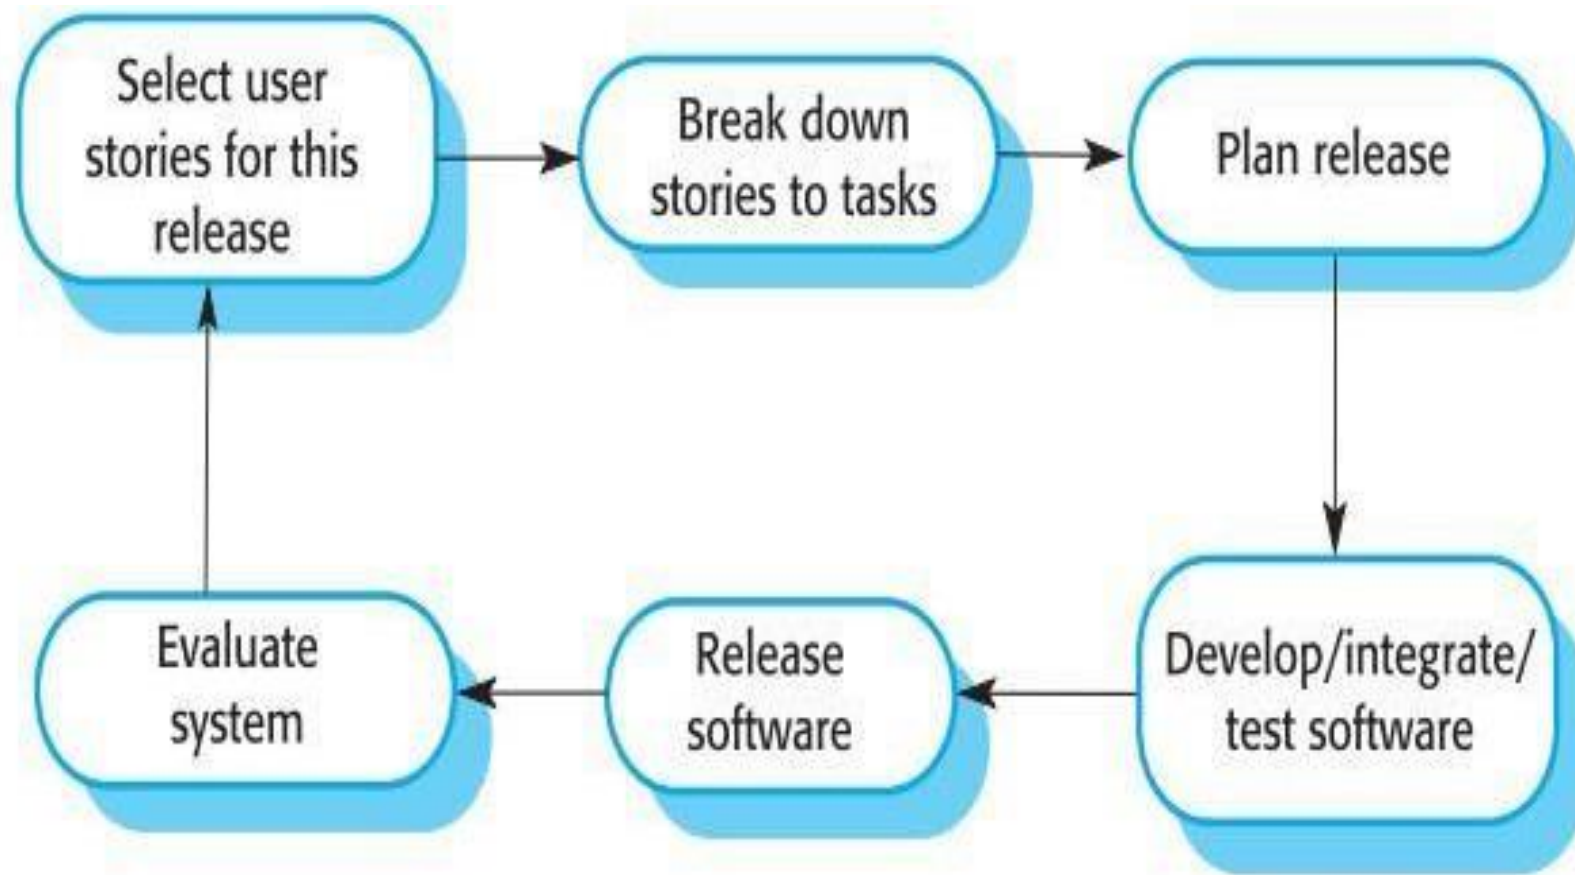 Select user
stories for this
release
Break down
stories to tasks
Plan release
Evaluate
system
Release
software
Develop/integrate/
test software